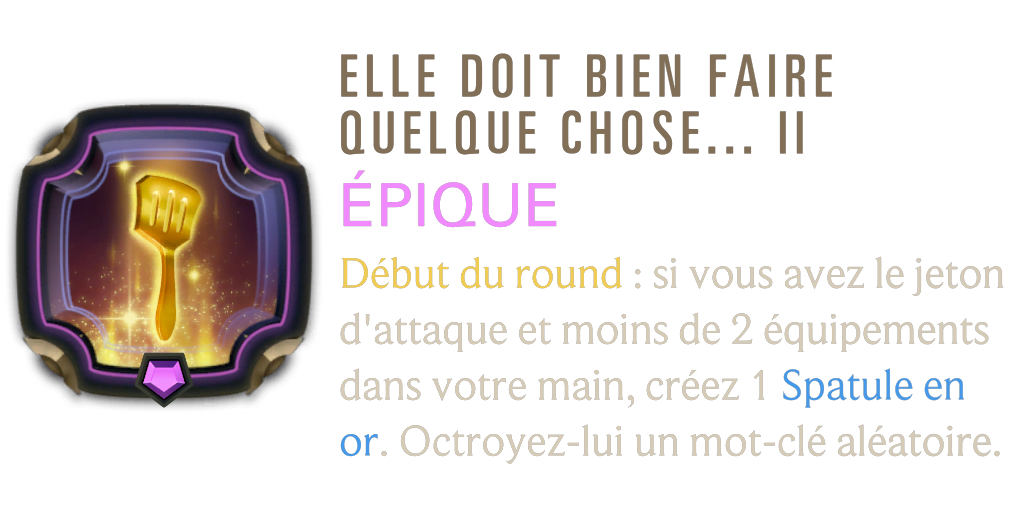 ELLE DOIT BIEN FAIRE
QUELQUE CHOSE... II
ÉPIQUE
Début du round : si vous avez le jeton
d'attaque et moins de 2 équipements
dans votre main, créez 1 Spatule en
or. Octroyez-lui un mot-clé aléatoire.